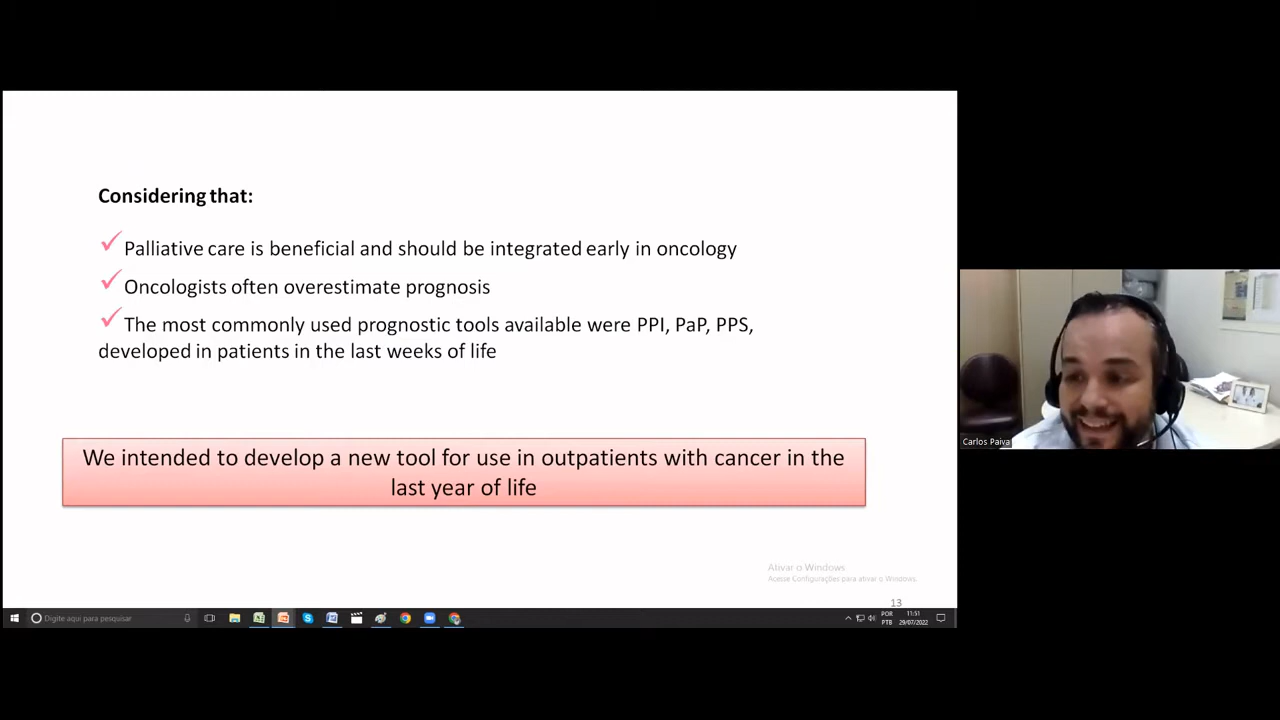 Considering that:
Palliative care is beneficial and should be integrated early in oncology
Oncologists often overestimate prognosis
The most commonly used prognostic tools available were PPI, PaP, PPS,
developed in patients in the last weeks of life
We intended to develop a new tool for use in outpatients with cancer in the
last year of life
Ativar o Windows
Acesse Configurações para ativar o Windows.
13
Digite aqui para pesquisar
POR
PTB
11:51
29/07/2022
Carlos Paiva